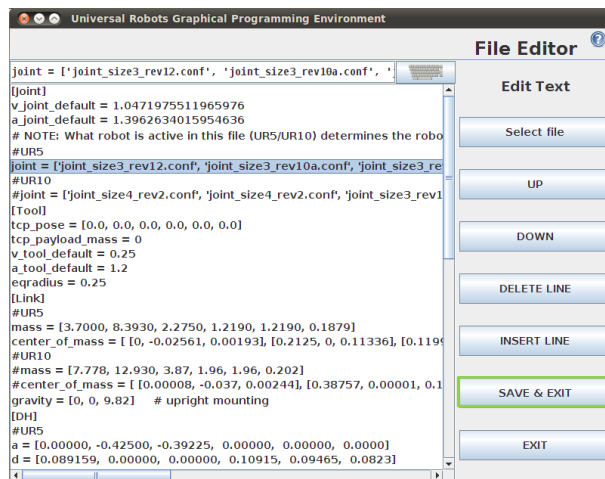 Universal Robots Graphical Programming Environment
File Editor
joint = ['joint_size3_rev12.conf', 'joint_size3_rev10a.conf', '
Edit Text
[Joint]
v_joint_default = 1.0471975511965976
a_joint_default = 1.3962634015954636
# NOTE: What robot is active in this file (UR5/UR10) determines the robo
#UR5
joint = ['joint_size3_rev12.conf', 'joint_size3_rev10a.conf', 'joint_size3_re
#UR10
#joint = ['joint_size4_rev2.conf', 'joint_size4_rev2.conf', 'joint_size3_rev1
[Tool]
tcp_pose = [0.0, 0.0, 0.0, 0.0, 0.0, 0.0]
tcp_payload_mass = 0
v_tool_default = 0.25
a_tool_default = 1.2
eqradius = 0.25
[Link]
#UR5
mass = [3.7000, 8.3930, 2.2750, 1.2190, 1.2190, 0.1879]
center_of_mass = [ [0, -0.02561, 0.00193], [0.2125, 0, 0.11336], [0.1199
#UR10
#mass = [7.778, 12.930, 3.87, 1.96, 1.96, 0.202]
#center_of_mass = [ [0.00008, -0.037, 0.00244], [0.38757, 0.00001, 0.1
gravity = [0, 0, 9.82]    # upright mounting
[DH]
#UR5
a = [0.00000, -0.42500, -0.39225,  0.00000,  0.00000,  0.0000]
d = [0.089159,  0.00000,  0.00000,  0.10915,  0.09465,  0.0823]
Select file
UP
DOWN
DELETE LINE
INSERT LINE
SAVE & EXIT
EXIT